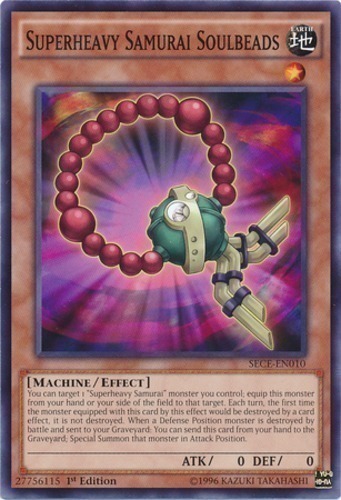 SUPERHEAVY SAMURAI SOULBEADS
EARTH
地
SECE-EN010
[MACHINE/EFFECT]
You can target 1 "Superheavy Samurai" monster you control; equip this monster
from your hand or your side of the field to that target. Each turn, the first time
the monster equipped with this card by this effect would be destroyed by a card
effect, it is not destroyed. When a Defense Position monster is destroyed by
battle and sent to your Graveyard: You can send this card from your hand to the
Graveyard; Special Summon that monster in Attack Position.
ATK/ 0 DEF/ 0
27756115 1st Edition ©1996 KAZUKI TAKAHASHI